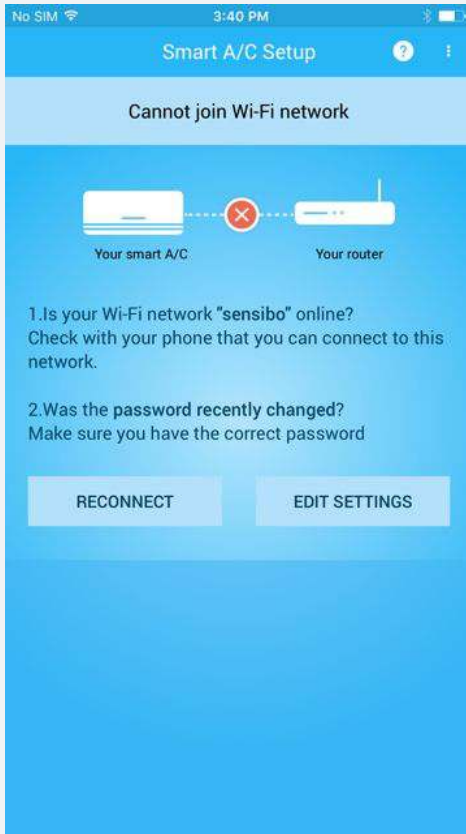 No SIM 3:40 PM
Smart A/C Setup ?
Cannot join Wi-Fi network
Your smart A/C Your router
1.Is your Wi-Fi network "sensibo" online?
Check with your phone that you can connect to this
network.
2.Was the password recently changed?
Make sure you have the correct password
RECONNECT EDIT SETTINGS